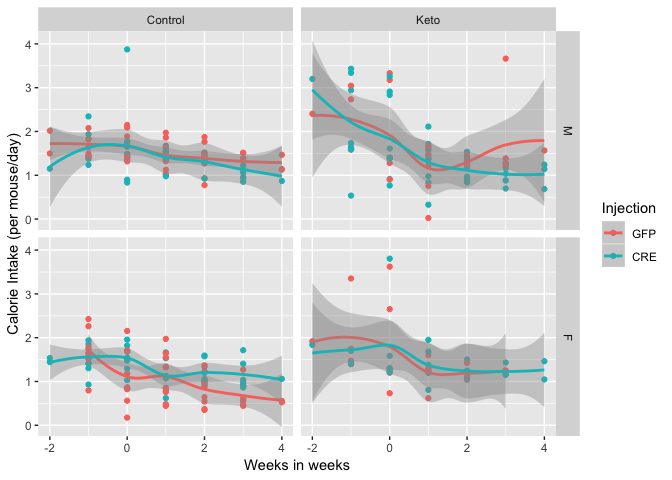 Control Keto
4
3
2
1
0
M
Calorie Intake (per mouse/day)
Injection
GFP
CRE
4
3
2
1
0
F
-2 0 2 4 -2 0 2 4
Weeks in weeks